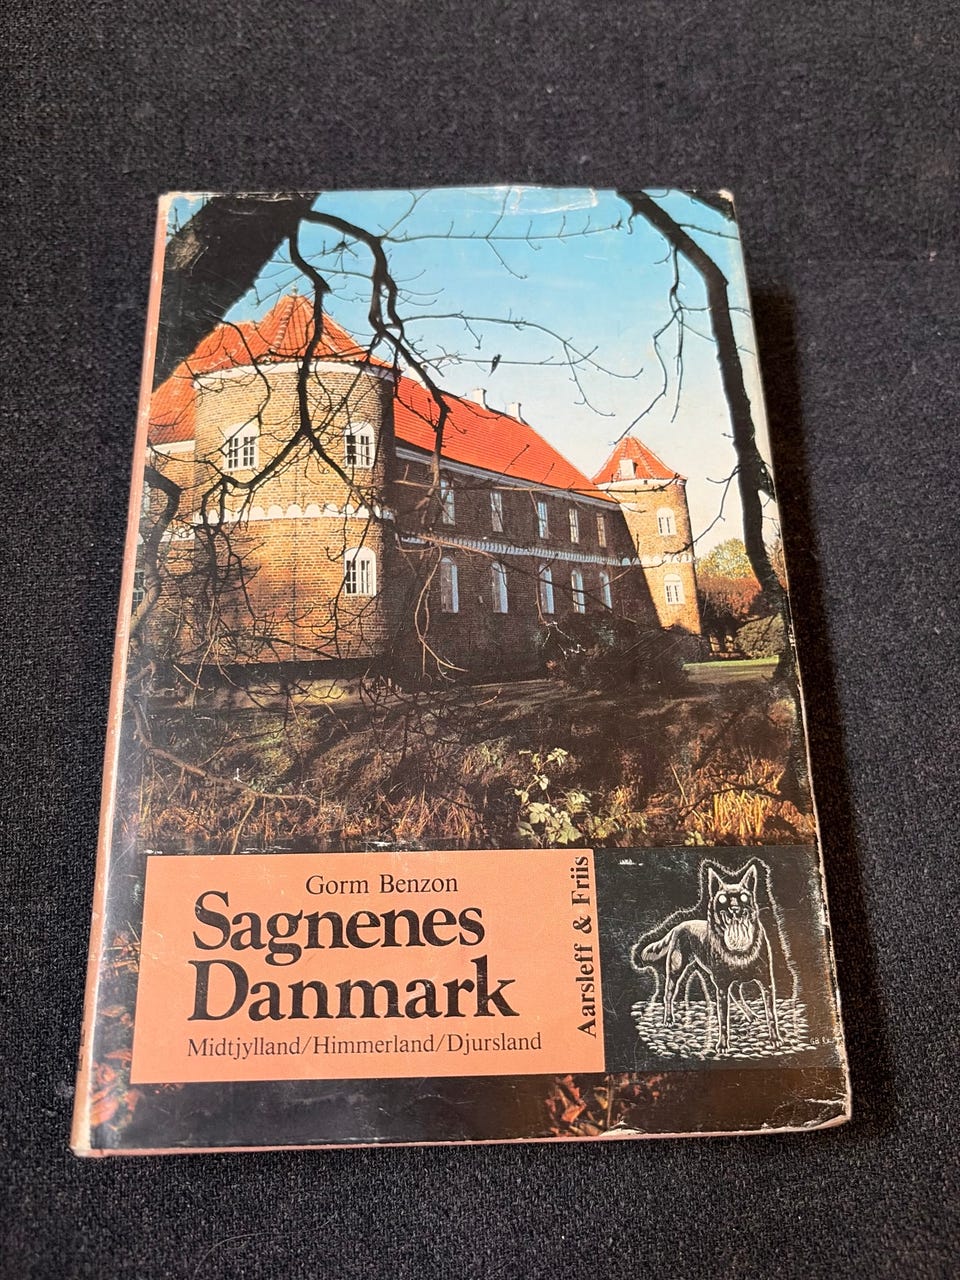 Gorm Benzon
Sagnenes
Danmark
Midtjylland/Himmerland/Djursland
Aarsleff & Friis